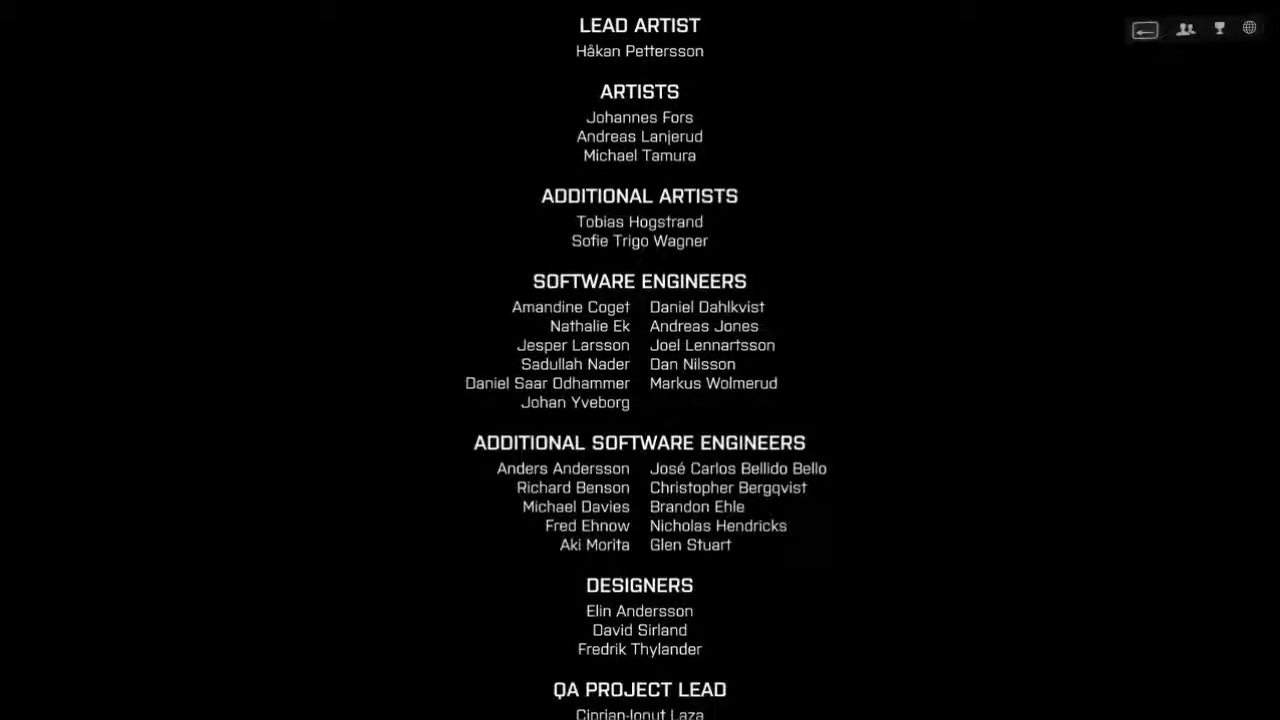 LEAD ARTIST
Håkan Pettersson
ARTISTS
Johannes Fors
Andreas Lanjerud
Michael Tamura
ADDITIONAL ARTISTS
Tobias Hogstrand
Sofie Trigo Wagner
SOFTWARE ENGINEERS
Amandine Coget Daniel Dahlkvist
Nathalie Ek Andreas Jones
Jesper Larsson Joel Lennartsson
Sadullah Nader Dan Nilsson
Daniel Saar Odhammer Markus Wolmerud
Johan Yveborg
ADDITIONAL SOFTWARE ENGINEERS
Anders Andersson José Carlos Bellido Bello
Richard Benson Christopher Bergqvist
Michael Davies Brandon Ehle
Fred Ehnow Nicholas Hendricks
Aki Morita Glen Stuart
DESIGNERS
Elin Andersson
David Sirland
Fredrik Thylander
QA PROJECT LEAD
Ciprian-Ionut Laza